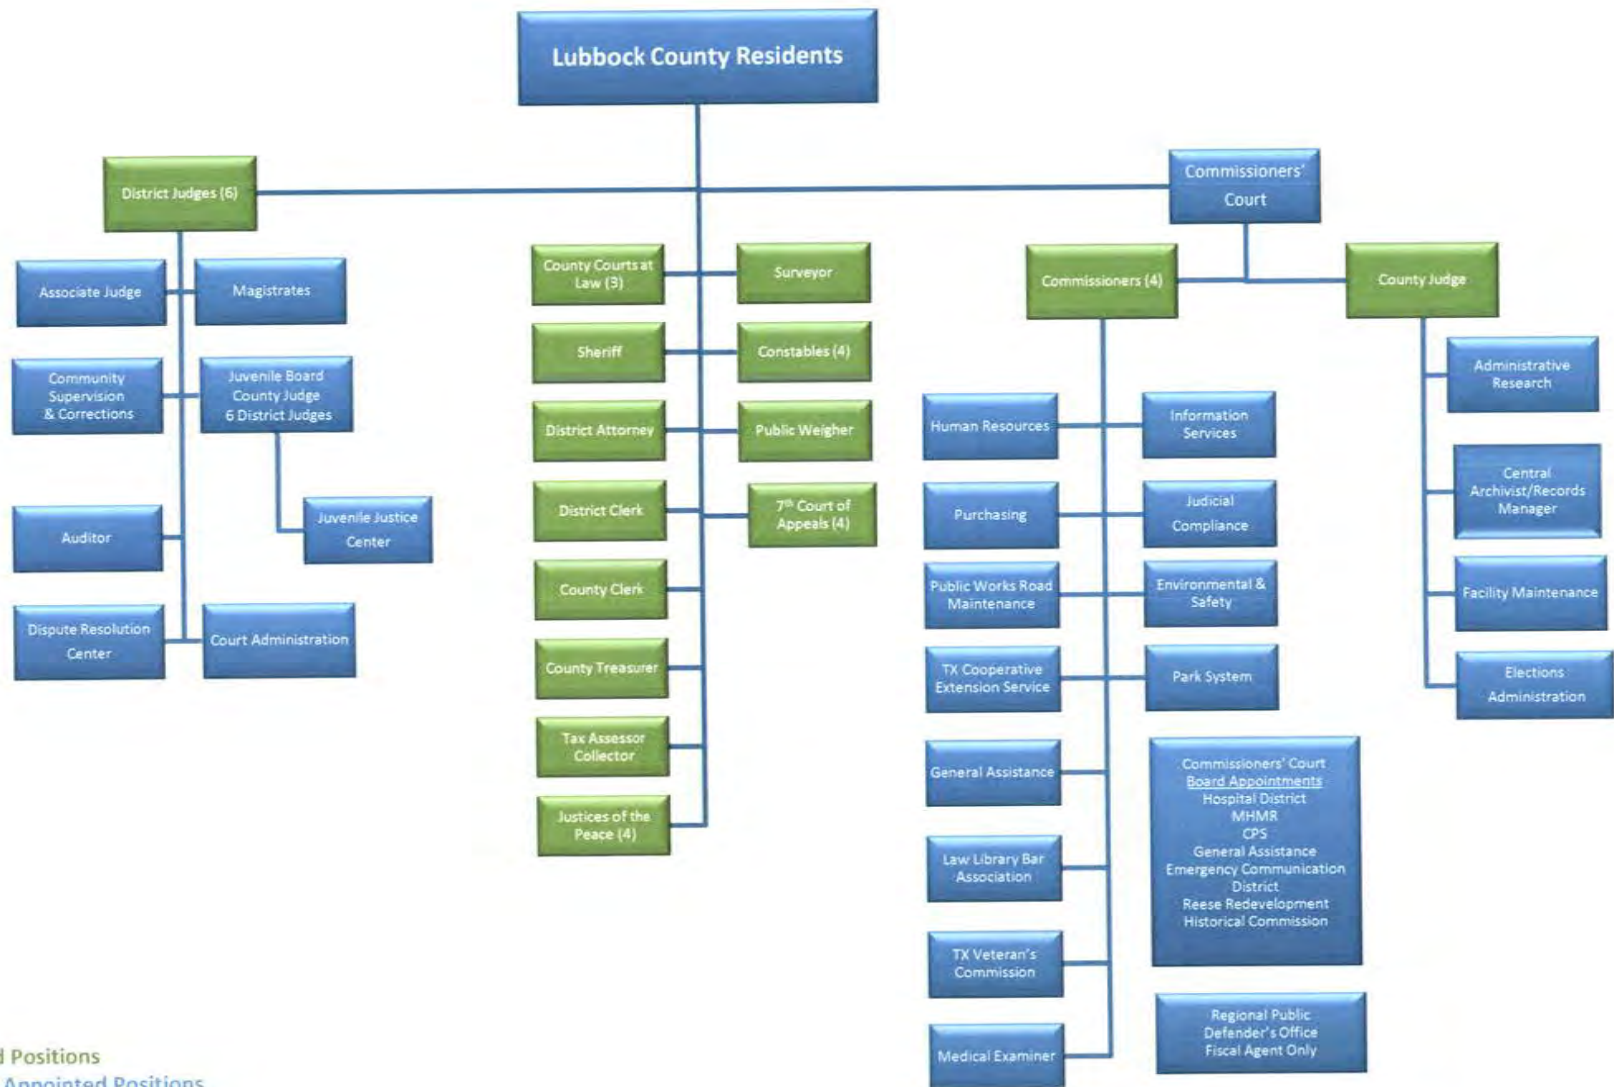 Lubbock County Residents
District Judges (6)
Commissioners'
Court
Associate Judge
Magistrates
Community
Supervision
& Corrections
Juvenile Board
County Judge
6 District Judges
Auditor
Juvenile Justice
Center
Dispute Resolution
Center
Court Administration
County Courts at
Law (3)
Surveyor
Sheriff
Constables (4)
District Attorney
Public Weigher
District Clerk
7th Court of
Appeals (4)
County Clerk
County Treasurer
Tax Assessor
Collector
Justices of the
Peace (4)
Commissioners (4)
County Judge
Human Resources
Information
Services
Purchasing
Judicial
Compliance
Public Works Road
Maintenance
Environmental &
Safety
TX Cooperative
Extension Service
Park System
General Assistance
Law Library Bar
Association
TX Veteran's
Commission
Medical Examiner
Commissioners' Court
Board Appointments
Hospital District
MHMR
CPS
General Assistance
Emergency Communication
District
Reese Redevelopment
Historical Commission
Regional Public
Defender's Office
Fiscal Agent Only
Administrative
Research
Central
Archivist/Records
Manager
Facility Maintenance
Elections
Administration
Positions
Appointed Positions